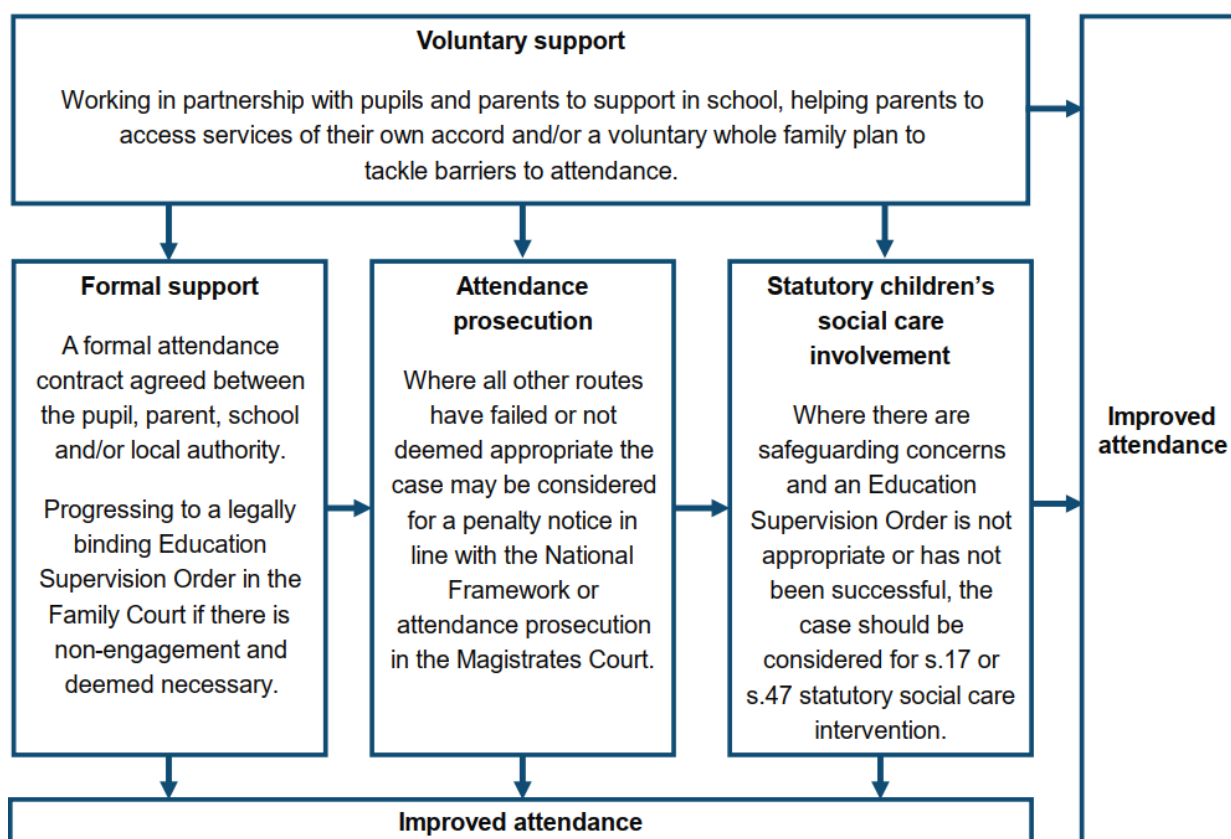 Voluntary support
Working in partnership with pupils and parents to support in school, helping parents to
access services of their own accord and/or a voluntary whole family plan to
tackle barriers to attendance.
Formal support
A formal attendance
contract agreed between
the pupil, parent, school
and/or local authority.
Progressing to a legally
binding Education
Supervision Order in the
Family Court if there is
non-engagement and
deemed necessary.
Attendance
prosecution
Where all other routes
have failed or not
deemed appropriate the
case may be considered
for a penalty notice in
line with the National
Framework or
attendance prosecution
in the Magistrates Court.
Statutory children’s
social care
involvement
Where there are
safeguarding concerns
and an Education
Supervision Order is not
appropriate or has not
been successful, the
case should be
considered for s.17 or
s.47 statutory social care
intervention.
Improved
attendance
Improved attendance